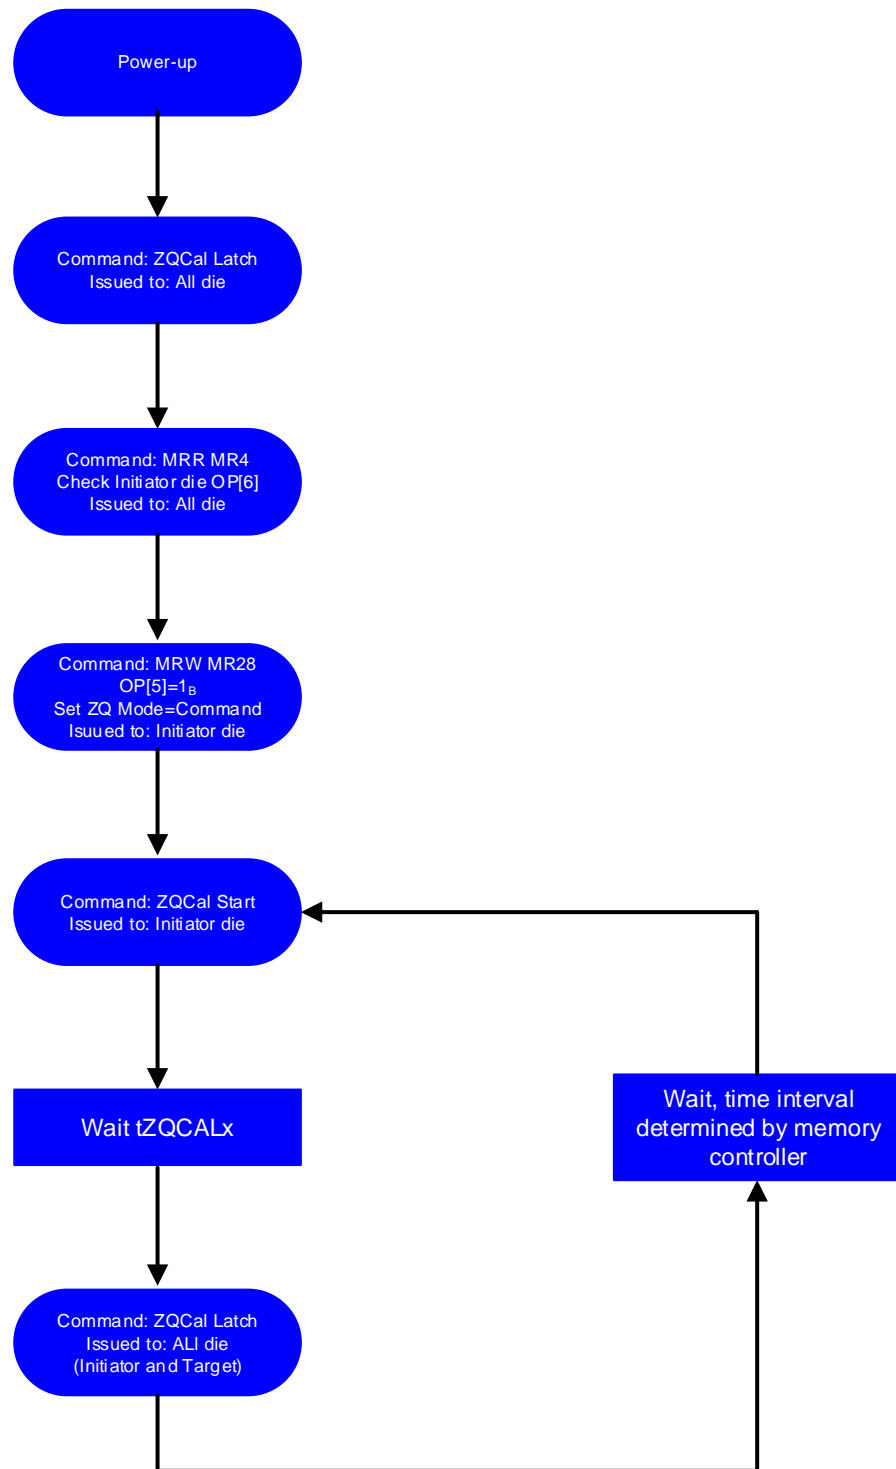 Power-up
Command: ZQCal Latch
Issued to: All die
Command: MRR MR4
Check Initiator die OP[6]
Issued to: All die
Command: MRW MR28
OP[5]=1B
Set ZQ Mode=Command
Isuued to: Initiator die
Command: ZQCal Start
Issued to: Initiator die
Wait tZQCALx
Wait, time interval
determined by memory
controller
Command: ZQCal Latch
Issued to: ALl die
(Initiator and Target)